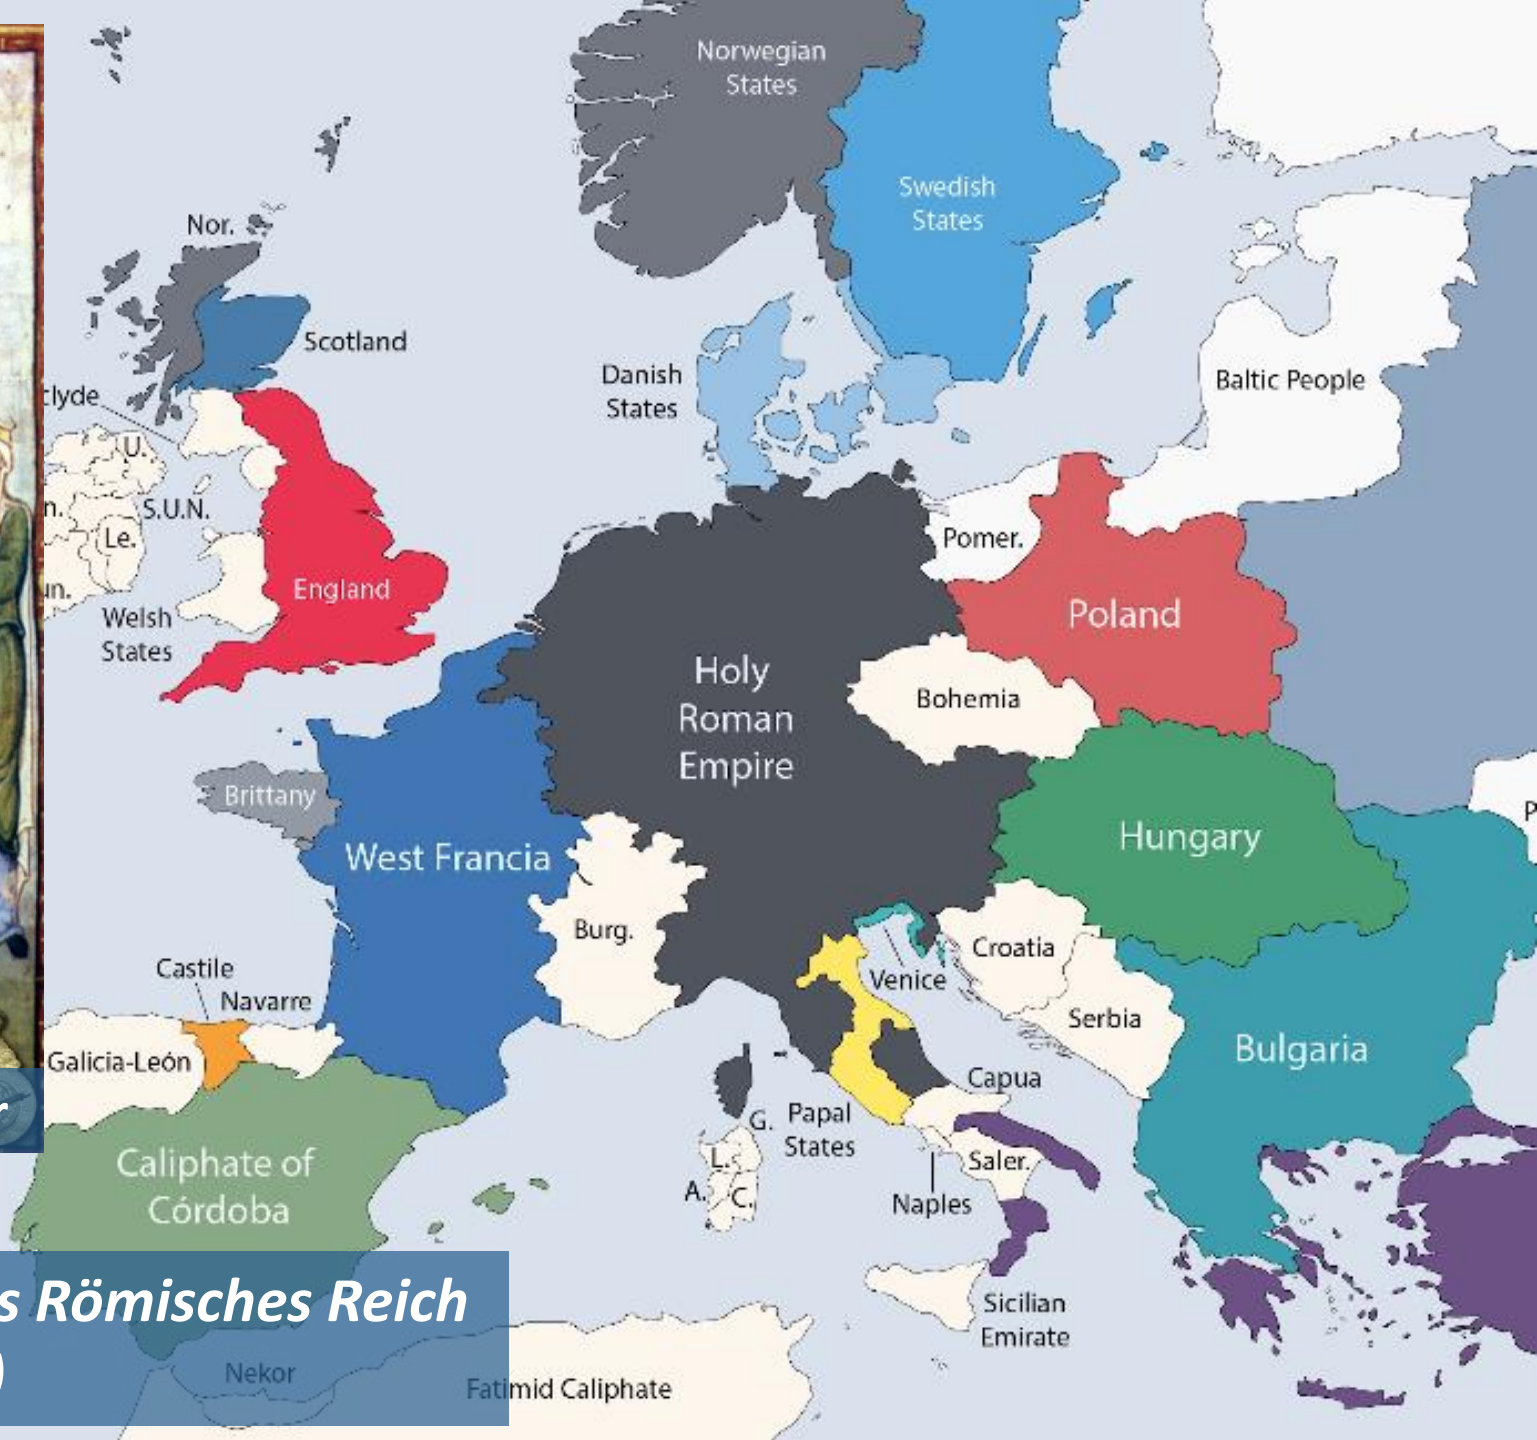 Norwegian
States
Swedish
States
Nor.
Scotland
clyde
Danish
States
Baltic People
U.
n.
S.U.N.
Le.
Pomer.
un.
England
Welsh
States
Poland
Holy
Roman
Empire
Bohemia
Brittany
West Francia
Hungary
P
Burg.
Croatia
Venice
Castile
Navarre
Serbia
Galicia-León
Bulgaria
Capua
r
G.
Papal
States
Caliphate of
Córdoba
L.
Saler.
A.
C.
Naples
s Römisches Reich
)
Sicilian
Emirate
Nekor
Fatimid Caliphate